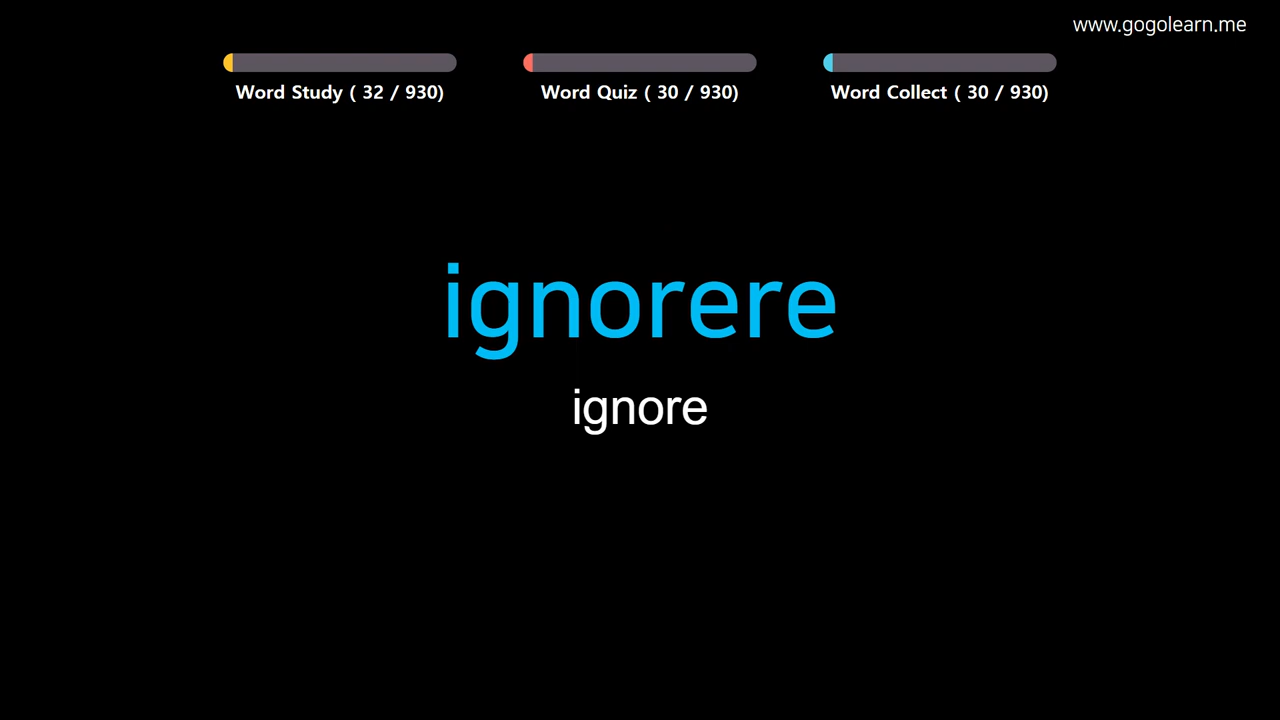 www.gogolearn.me
Word Study ( 32 / 930)
Word Quiz ( 30 / 930)
Word Collect ( 30 / 930)
ignorere
ignore